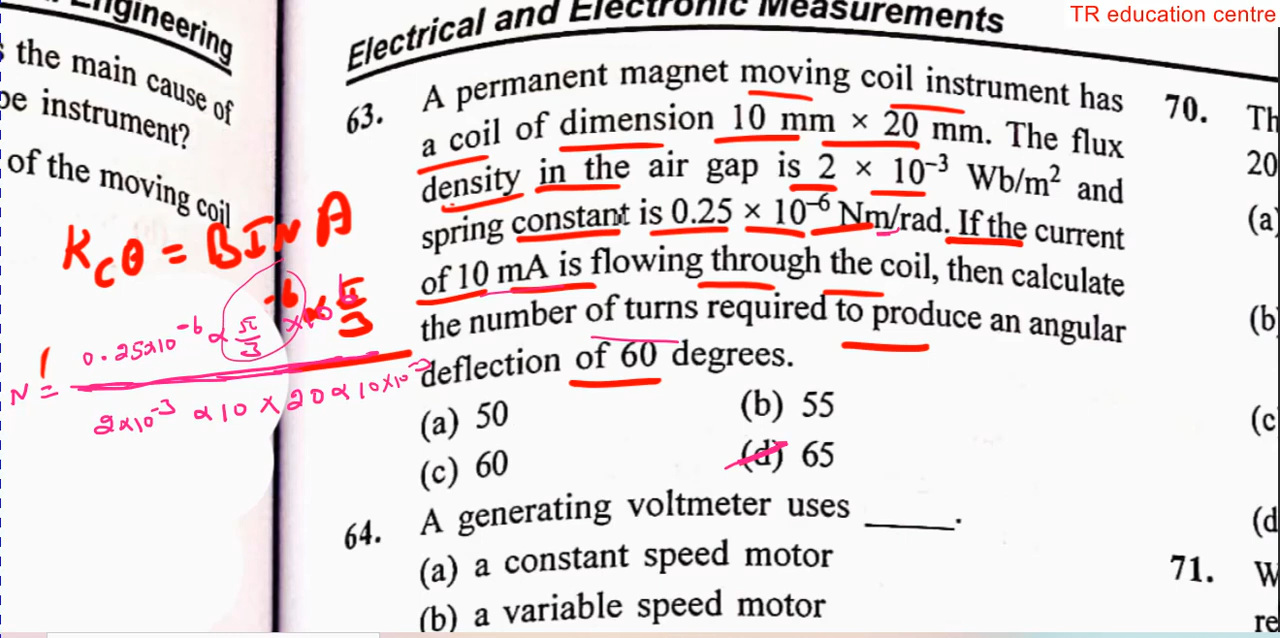 TR education centre
Engineering
the main cause of
pe instrument?
of the moving coil
Electrical and Electronic Measurements
63. A permanent magnet moving coil instrument has
a coil of dimension 10 mm × 20 mm. The flux
density in the air gap is 2 × 10⁻³ Wb/m² and
spring constant is 0.25 × 10⁻⁶ Nm/rad. If the current
of 10 mA is flowing through the coil, then calculate
the number of turns required to produce an angular
deflection of 60 degrees.
(a) 50 (b) 55
(c) 60 (d) 65
64. A generating voltmeter uses _____.
(a) a constant speed motor
(b) a variable speed motor
K_cθ = BINA
0.25×10⁻⁶ × π/3
N =
2×10⁻³ × 10 × 20 × 10×10⁻³
70. Th
20
(a)
(b)
(c
(d
71. W
re